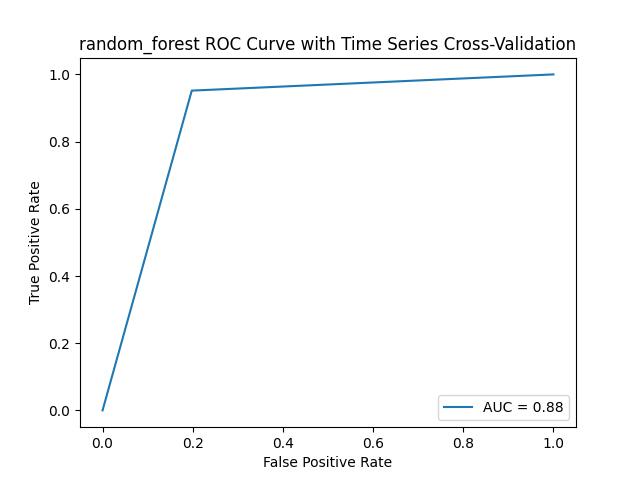 random_forest ROC Curve with Time Series Cross-Validation
1.0
0.8
0.6
0.4
0.2
0.0
True Positive Rate
AUC = 0.88
0.0 0.2 0.4 0.6 0.8 1.0
False Positive Rate